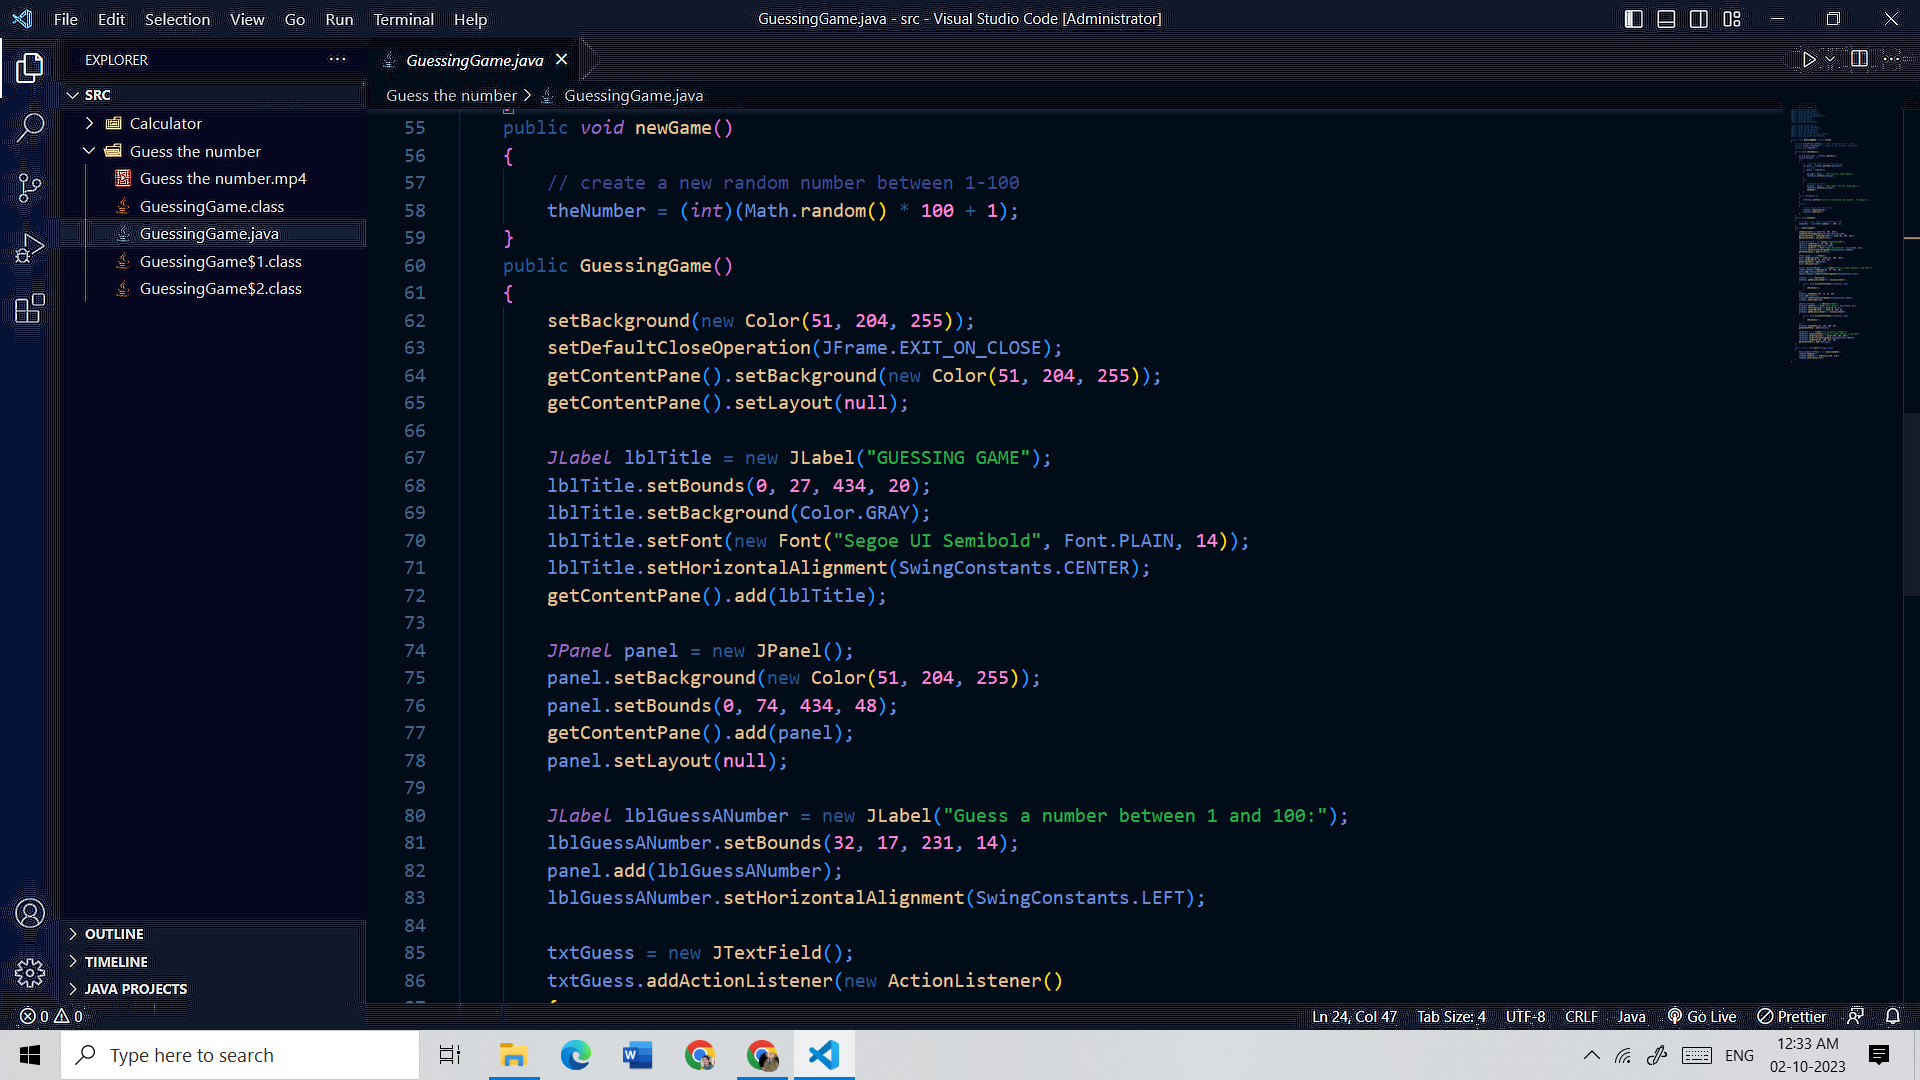 File Edit Selection View Go Run Terminal Help
GuessingGame.java - src - Visual Studio Code [Administrator]
EXPLORER
SRC
Calculator
Guess the number
Guess the number.mp4
GuessingGame.class
GuessingGame.java
GuessingGame$1.class
GuessingGame$2.class
OUTLINE
TIMELINE
JAVA PROJECTS
GuessingGame.java
Guess the number > GuessingGame.java
55 public void newGame()
56 {
57 // create a new random number between 1-100
58 theNumber = (int)(Math.random() * 100 + 1);
59 }
60 public GuessingGame()
61 {
62 setBackground(new Color(51, 204, 255));
63 setDefaultCloseOperation(JFrame.EXIT_ON_CLOSE);
64 getContentPane().setBackground(new Color(51, 204, 255));
65 getContentPane().setLayout(null);
66
67 JLabel lblTitle = new JLabel("GUESSING GAME");
68 lblTitle.setBounds(0, 27, 434, 20);
69 lblTitle.setBackground(Color.GRAY);
70 lblTitle.setFont(new Font("Segoe UI Semibold", Font.PLAIN, 14));
71 lblTitle.setHorizontalAlignment(SwingConstants.CENTER);
72 getContentPane().add(lblTitle);
73
74 JPanel panel = new JPanel();
75 panel.setBackground(new Color(51, 204, 255));
76 panel.setBounds(0, 74, 434, 48);
77 getContentPane().add(panel);
78 panel.setLayout(null);
79
80 JLabel lblGuessANumber = new JLabel("Guess a number between 1 and 100:");
81 lblGuessANumber.setBounds(32, 17, 231, 14);
82 panel.add(lblGuessANumber);
83 lblGuessANumber.setHorizontalAlignment(SwingConstants.LEFT);
84
85 txtGuess = new JTextField();
86 txtGuess.addActionListener(new ActionListener()
0 0
Ln 24, Col 47 Tab Size: 4 UTF-8 CRLF Java Go Live Prettier
Type here to search
ENG
12:33 AM
02-10-2023